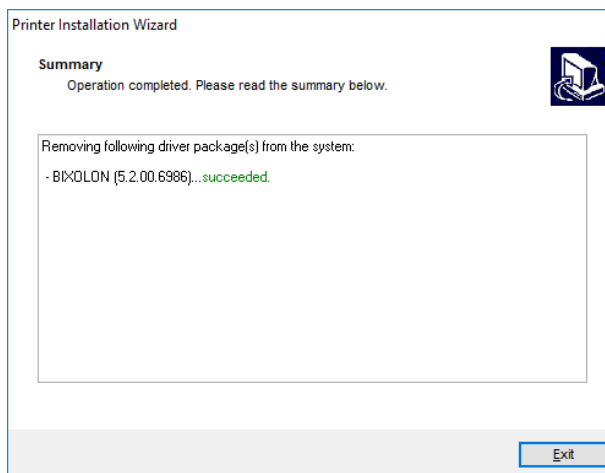 Printer Installation Wizard
Summary
Operation completed. Please read the summary below.
Removing following driver package(s) from the system:
- BIXOLON (5.2.00.6986)...succeeded.
Exit